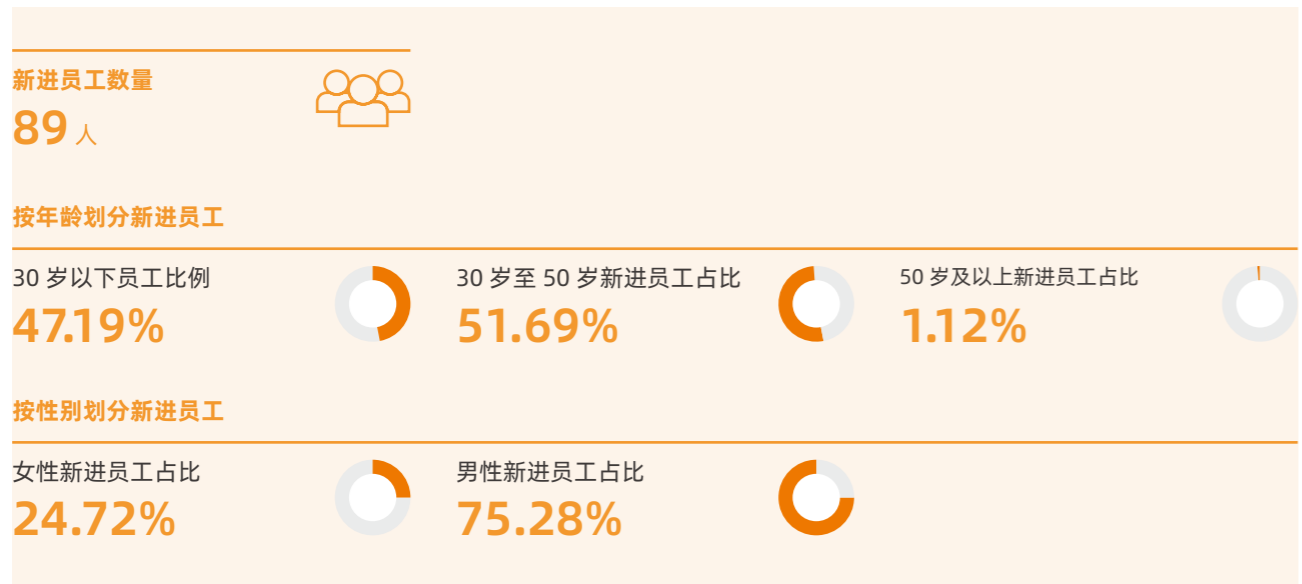 新进员工数量
89 人
按年龄划分新进员工
30 岁以下员工比例
47.19%
30 岁至 50 岁新进员工占比
51.69%
50 岁及以上新进员工占比
1.12%
按性别划分新进员工
女性新进员工占比
24.72%
男性新进员工占比
75.28%